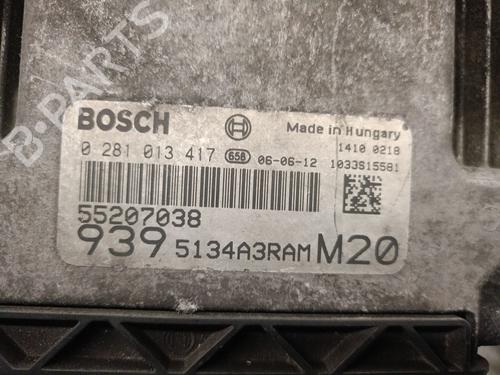 B-PARTS
BOSCH
Made in Hungary
0 281 013 417 656 06-06-12
1410 0218
1033S15581
55207038
939 5134A3RAM M20